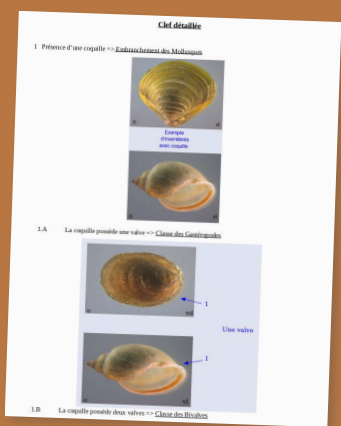 Clef détaillée
1 Présence d'une coquille => Embranchement des Mollusques
Exemple
d'invertébrés
avec coquille
1.A La coquille possède une valve => Classe des Gastéropodes
1
Une valve
1
1.B La coquille possède deux valves => Classe des Bivalves